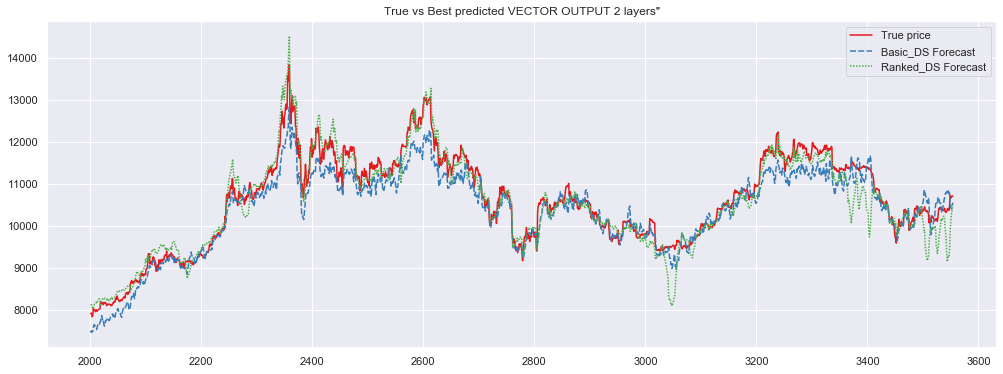 True vs Best predicted VECTOR OUTPUT 2 layers"
True price
Basic_DS Forecast
Ranked_DS Forecast
14000
13000
12000
11000
10000
9000
8000
2000 2200 2400 2600 2800 3000 3200 3400 3600